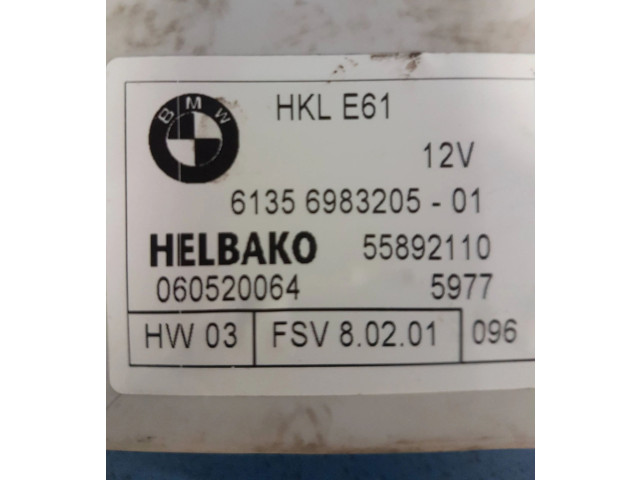 BMW
HKL E61
12V
6135 6983205 - 01
HELBAKO 55892110
060520064 5977
HW 03 FSV 8.02.01 096